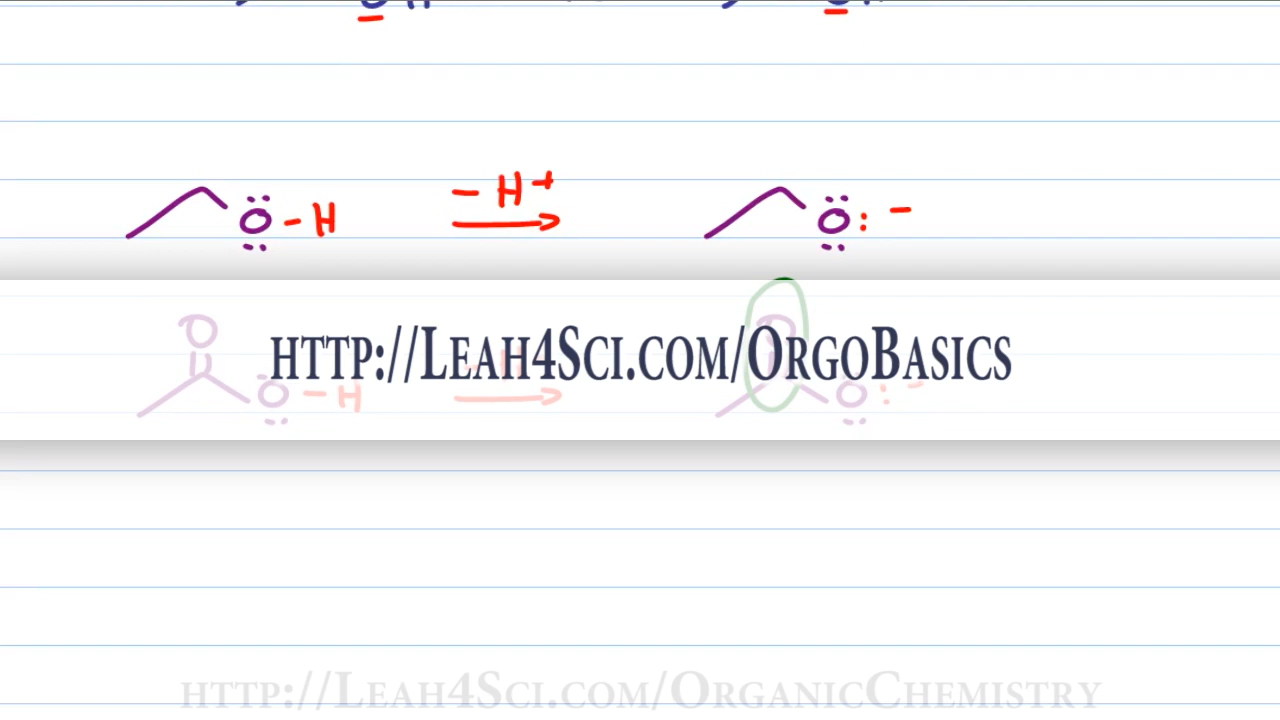 Ö - H
- H+
Ö: -
HTTP://LEAH4SCI.COM/ORGOBASICS
O
O
O - H
- H
O: -
HTTP://LEAH4SCI.COM/ORGANICCHEMISTRY